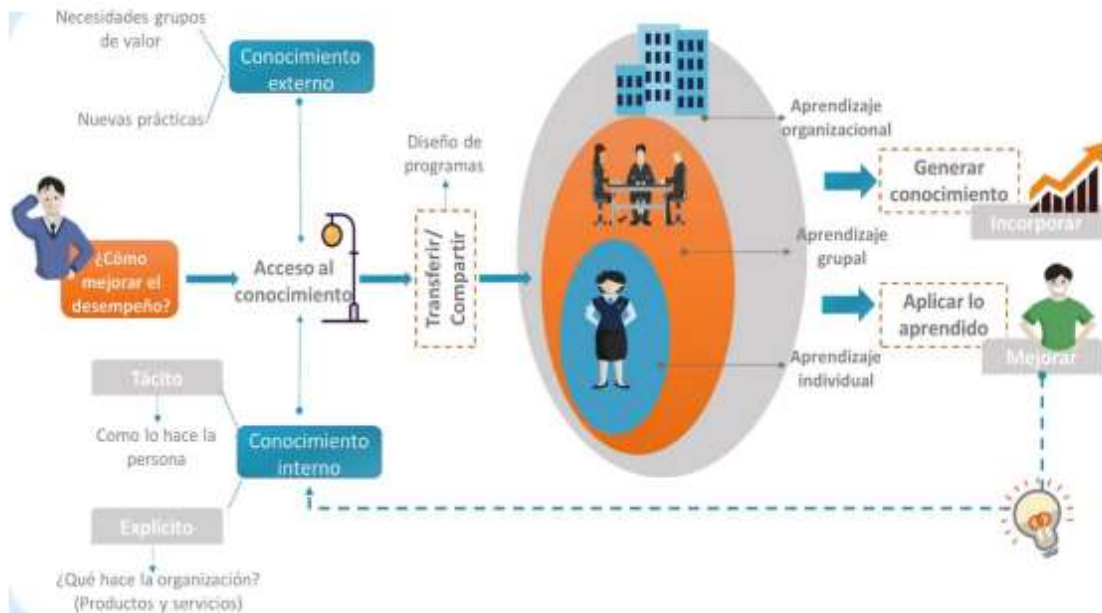 Necesidades grupos
de valor
Conocimiento
externo
Nuevas prácticas
¿Cómo
mejorar el
desempeño?
Acceso al
conocimiento
Diseño de
programas
Transferir/
Compartir
Aprendizaje
organizacional
Aprendizaje
grupal
Aprendizaje
individual
Generar
conocimiento
Incorporar
Aplicar lo
aprendido
Mejorar
Tácito
Como lo hace la
persona
Conocimiento
interno
Explícito
¿Qué hace la organización?
(Productos y servicios)